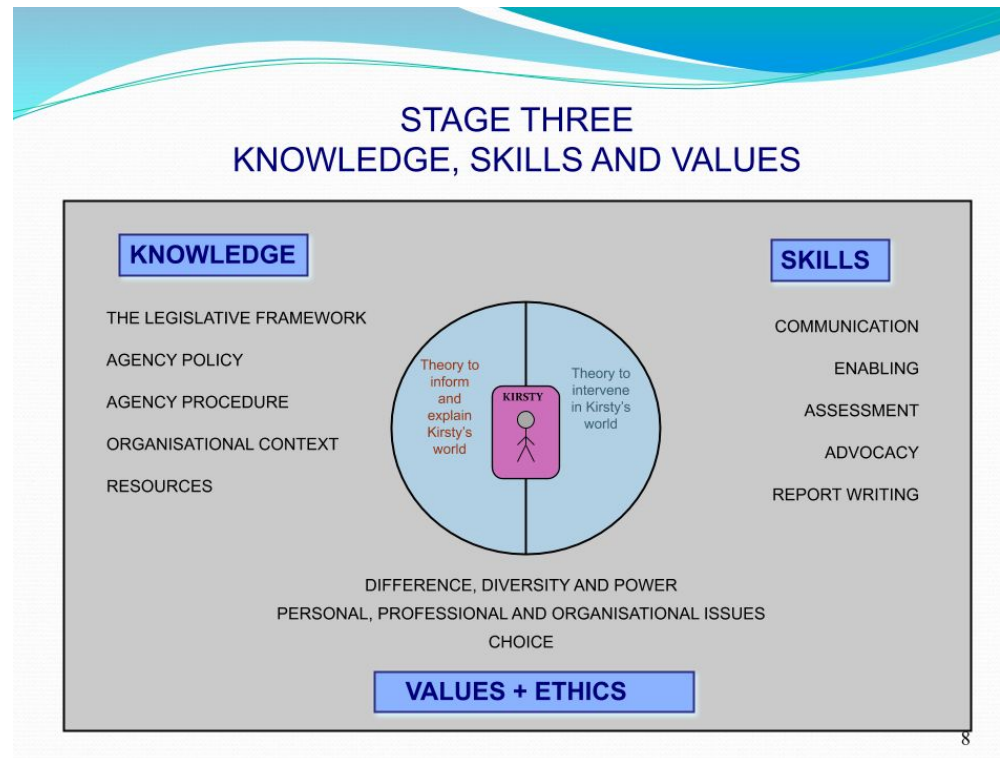 STAGE THREE
KNOWLEDGE, SKILLS AND VALUES
KNOWLEDGE
THE LEGISLATIVE FRAMEWORK
AGENCY POLICY
AGENCY PROCEDURE
ORGANISATIONAL CONTEXT
RESOURCES
Theory to
inform
and
explain
Kirsty's
world
KIRSTY
Theory to
intervene
in Kirsty's
world
SKILLS
COMMUNICATION
ENABLING
ASSESSMENT
ADVOCACY
REPORT WRITING
DIFFERENCE, DIVERSITY AND POWER
PERSONAL, PROFESSIONAL AND ORGANISATIONAL ISSUES
CHOICE
VALUES + ETHICS
8